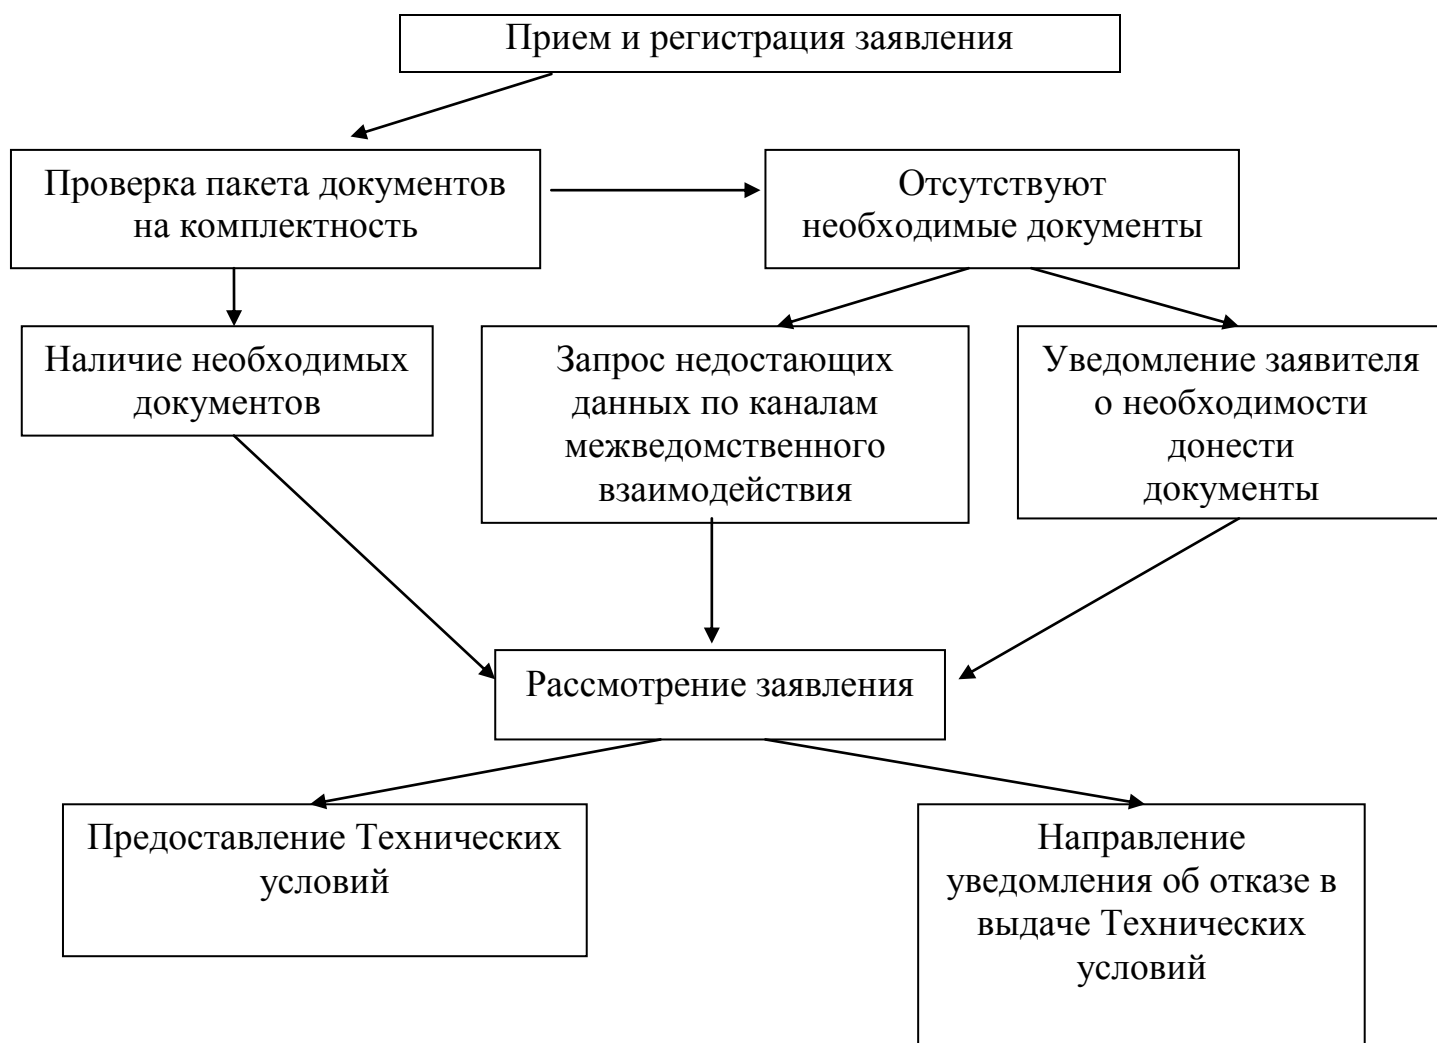 Прием и регистрация заявления
Проверка пакета документов
на комплектность
Отсутствуют
необходимые документы
Наличие необходимых
документов
Запрос недостающих
данных по каналам
межведомственного
взаимодействия
Уведомление заявителя
о необходимости
донести
документы
Рассмотрение заявления
Предоставление Технических
условий
Направление
уведомления об отказе в
выдаче Технических
условий